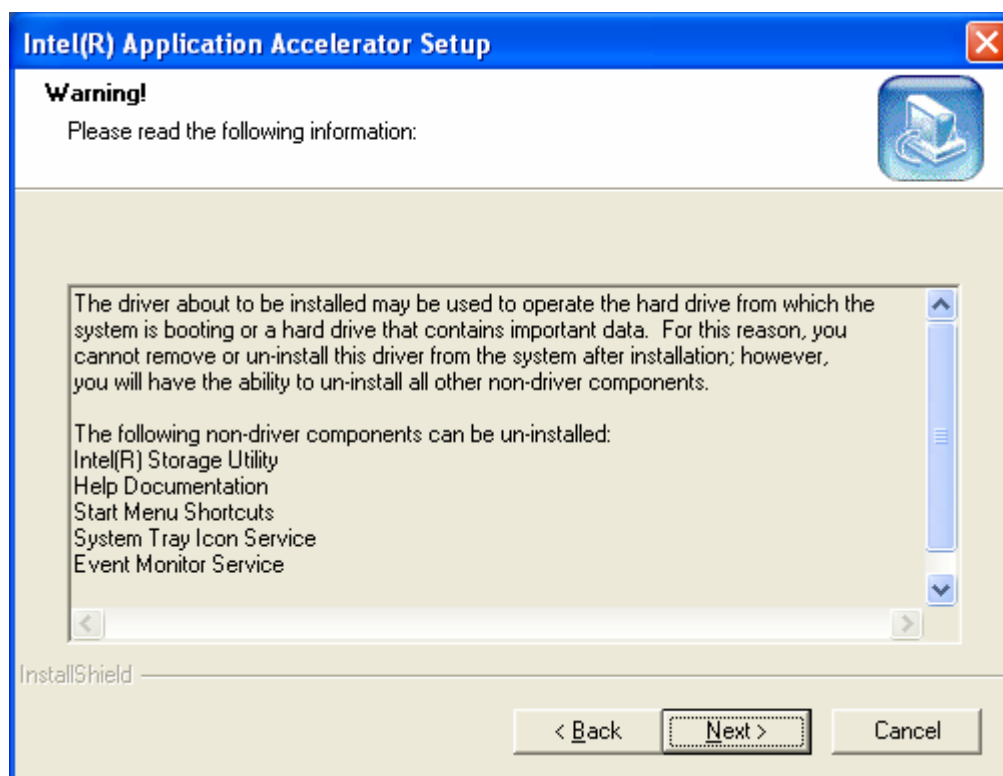 Intel(R) Application Accelerator Setup
Warning!
Please read the following information:
The driver about to be installed may be used to operate the hard drive from which the
system is booting or a hard drive that contains important data.  For this reason, you
cannot remove or un-install this driver from the system after installation; however,
you will have the ability to un-install all other non-driver components.
The following non-driver components can be un-installed:
Intel(R) Storage Utility
Help Documentation
Start Menu Shortcuts
System Tray Icon Service
Event Monitor Service
InstallShield
< Back
Next >
Cancel